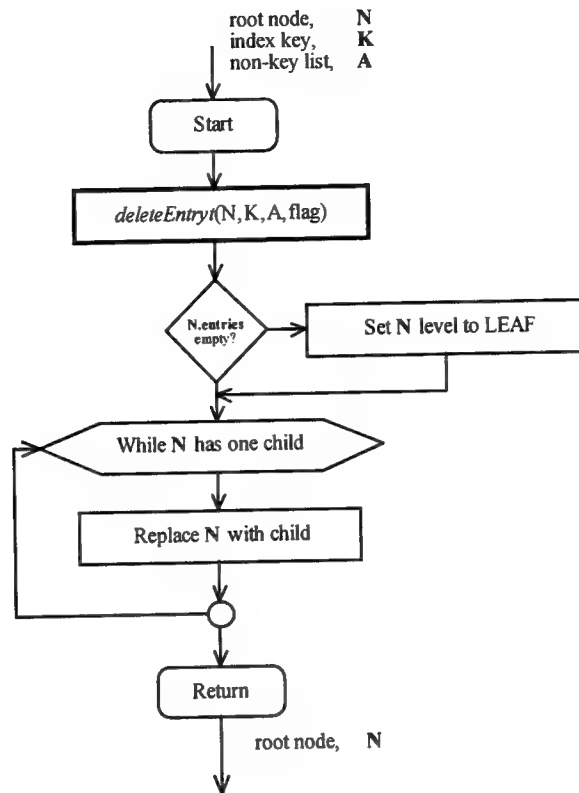 root node, N
index key, K
non-key list, A
Start
deleteEntryt(N, K, A, flag)
N.entries
empty?
Set N level to LEAF
While N has one child
Replace N with child
Return
root node, N